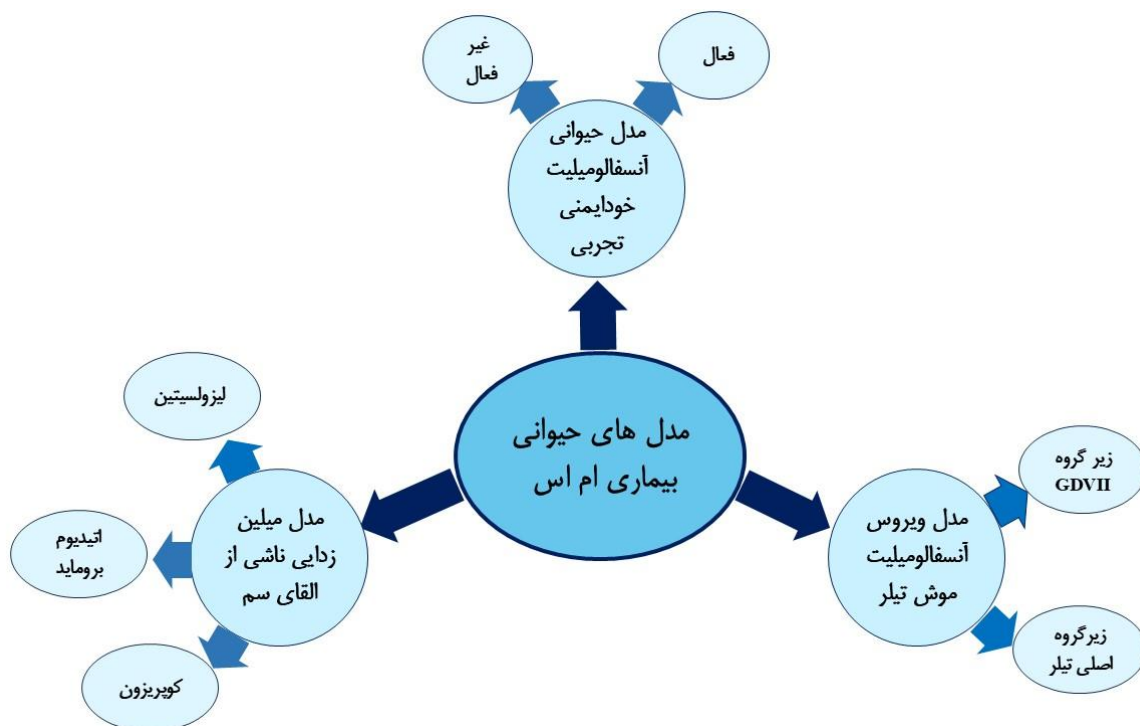 غیر
فعال
فعال
مدل حیوانی
آنسفالومیلیت
خودایمنی
تجربی
مدل های حیوانی
بیماری ام اس
لیزولسیتین
مدل میلین
زدایی ناشی از
القای سم
اتیدیوم
بروماید
کوپریزون
مدل ویروس
آنسفالومیلیت
موش تیلر
زیر گروه
GDVII
زیرگروه
اصلی تیلر